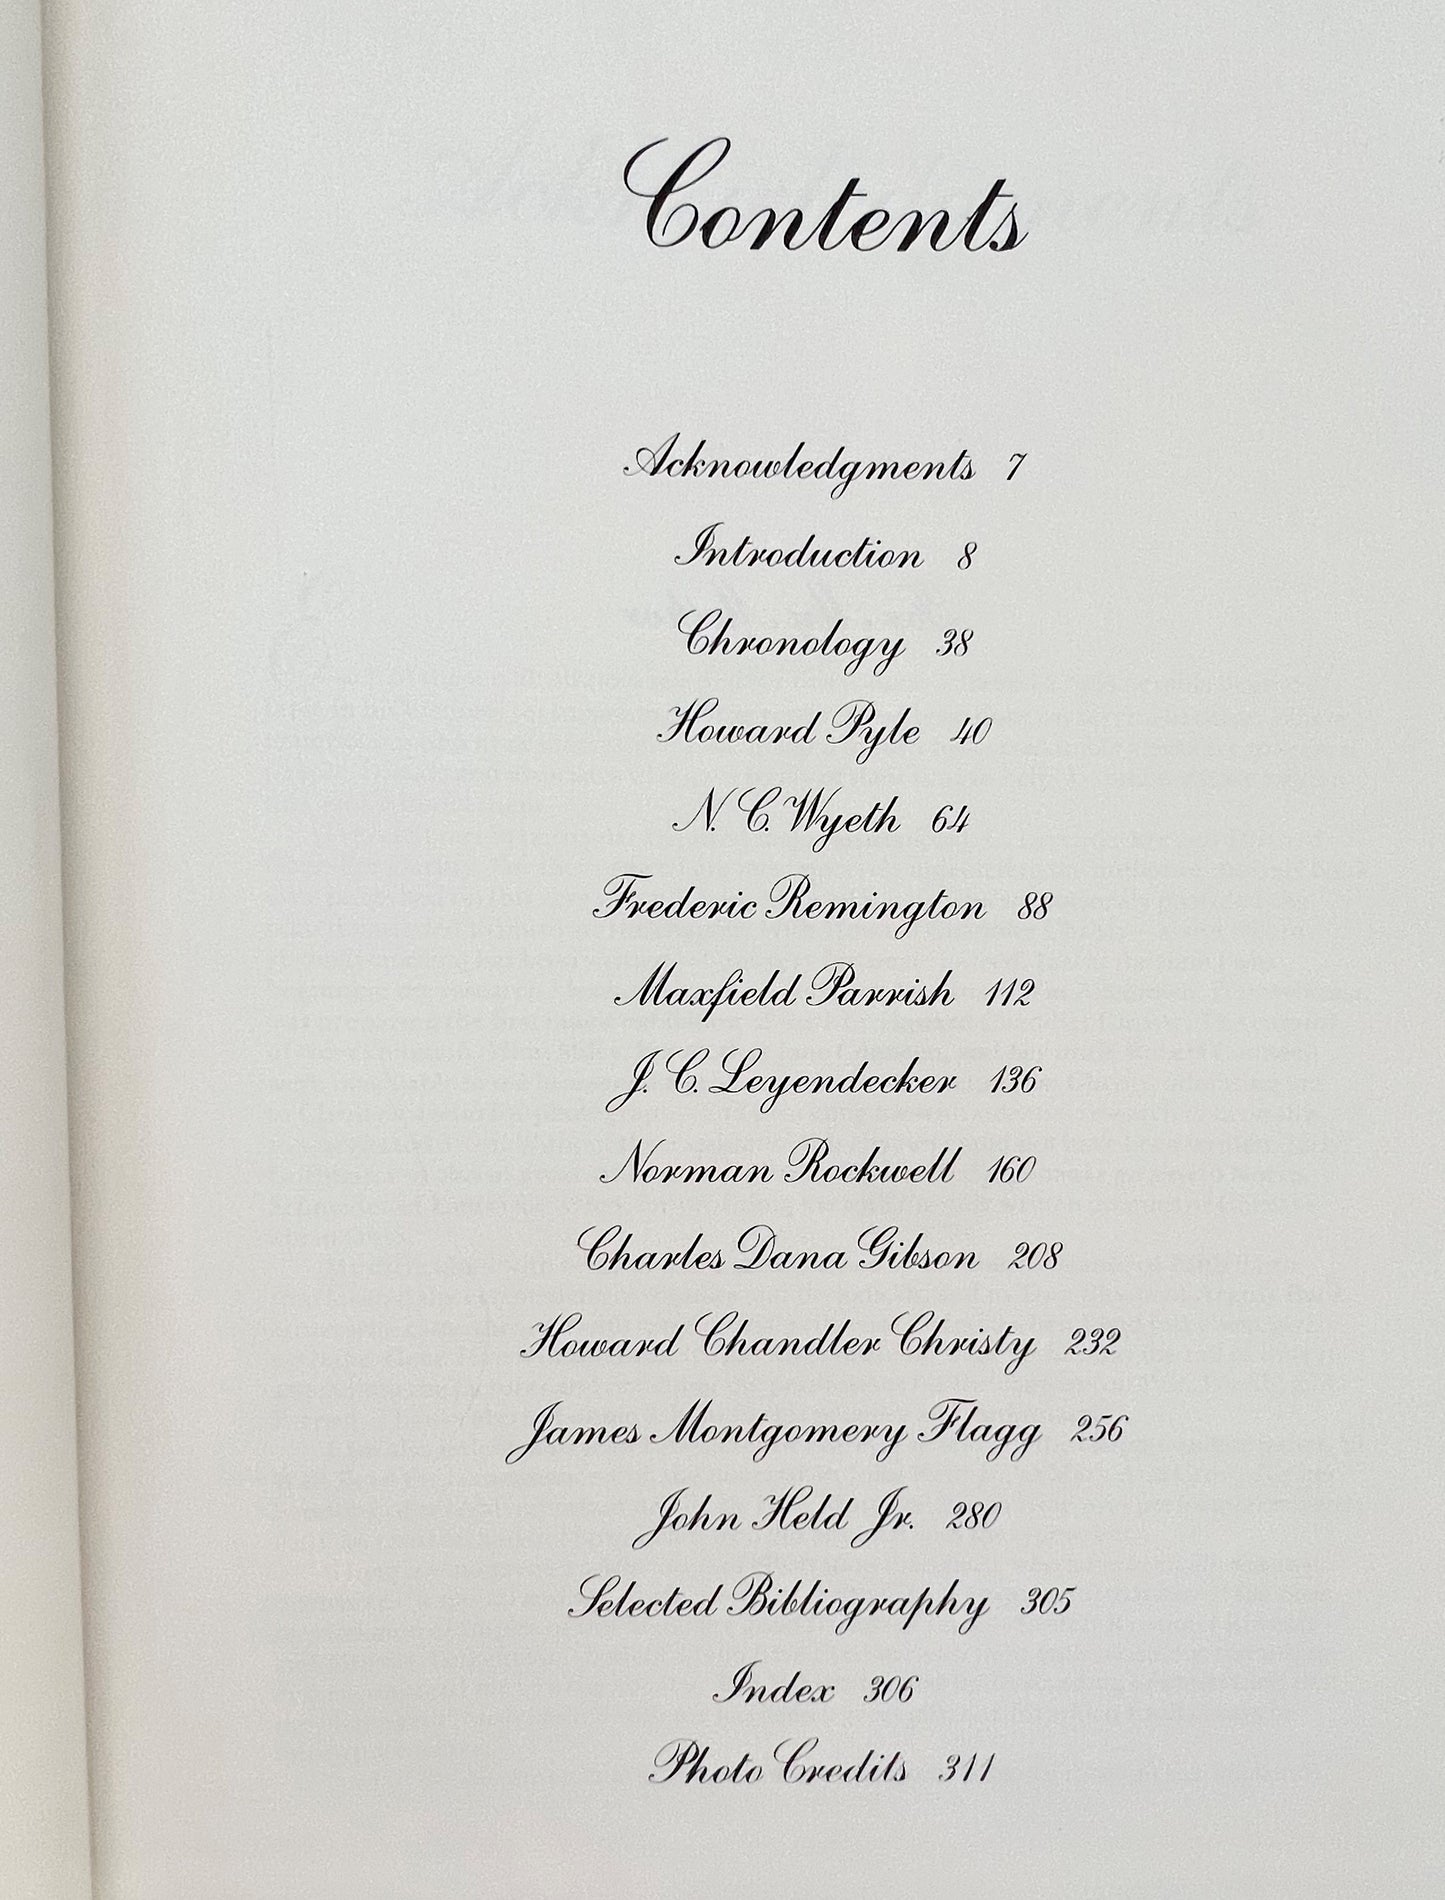 Contents
Acknowledgments 7
Introduction 8
Chronology 38
Howard Pyle 40
N. C. Wyeth 64
Frederic Remington 88
Maxfield Parrish 112
J. C. Leyendecker 136
Norman Rockwell 160
Charles Dana Gibson 208
Howard Chandler Christy 232
James Montgomery Flagg 256
John Held Jr. 280
Selected Bibliography 305
Index 306
Photo Credits 311